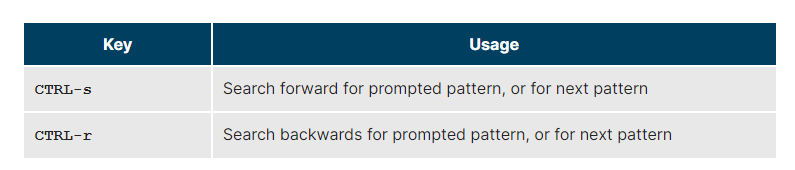 Key Usage
CTRL-s Search forward for prompted pattern, or for next pattern
CTRL-r Search backwards for prompted pattern, or for next pattern